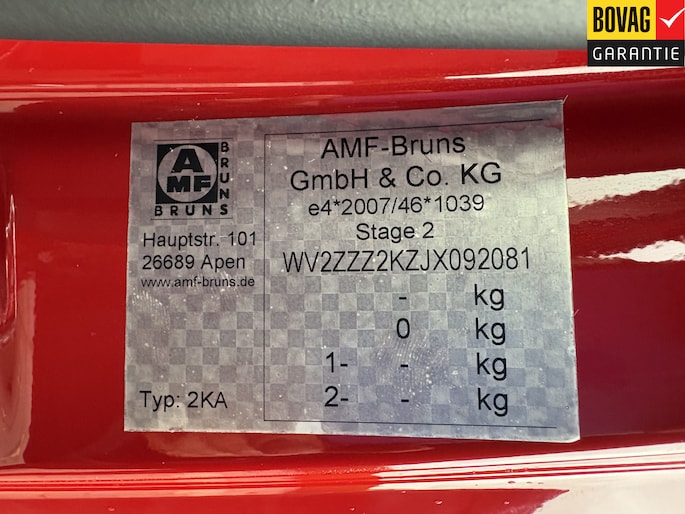 BOVAG
GARANTIE
AMF
BRUNS
BRUNS
Hauptstr. 101
26689 Apen
www.amf-bruns.de
Typ: 2KA
AMF-Bruns
GmbH & Co. KG
e4*2007/46*1039
Stage 2
WV2ZZZ2KZJX092081
- kg
0 kg
1- - kg
2- - kg